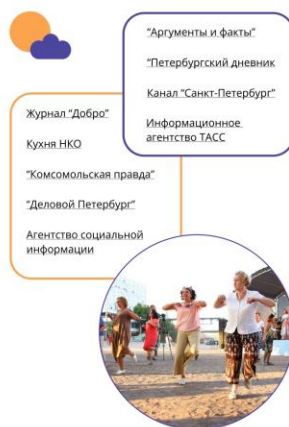 "Аргументы и факты"
"Петербургский дневник
Канал "Санкт-Петербург"
Информационное
агентство ТАСС
Журнал "Добро"
Кухня НКО
"Комсомольская правда"
"Деловой Петербург"
Агентство социальной
информации